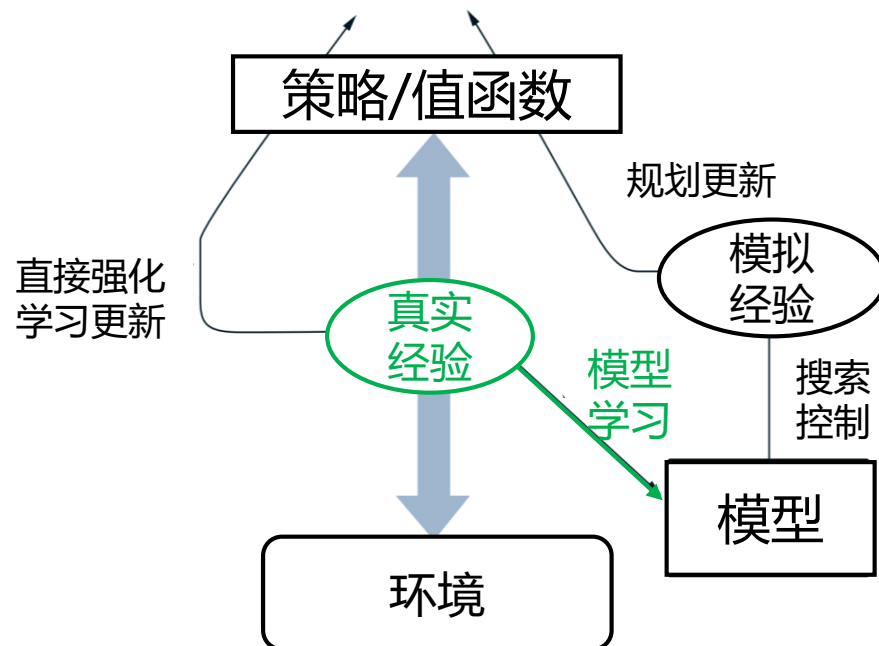 策略/值函数
规划更新
模拟
经验
直接强化
学习更新
真实
经验
模型
学习
搜索
控制
模型
环境